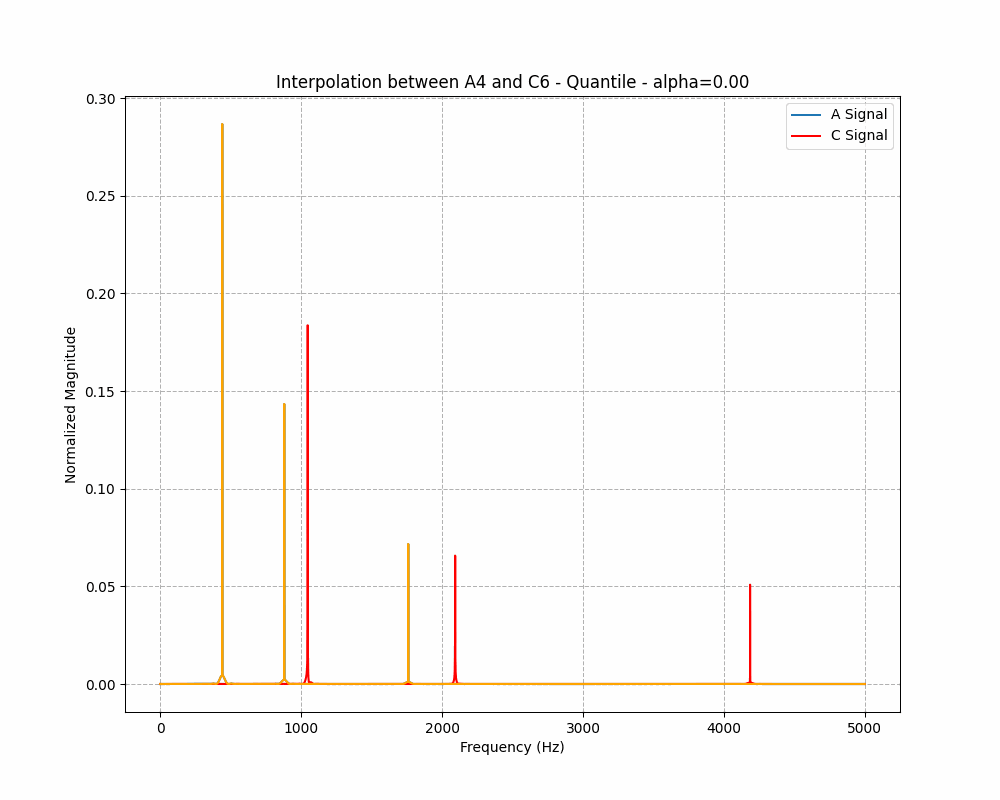 Interpolation between A4 and C6 - Quantile - alpha=0.00
A Signal
C Signal
0.30
0.25
0.20
0.15
0.10
0.05
0.00
Normalized Magnitude
0 1000 2000 3000 4000 5000
Frequency (Hz)